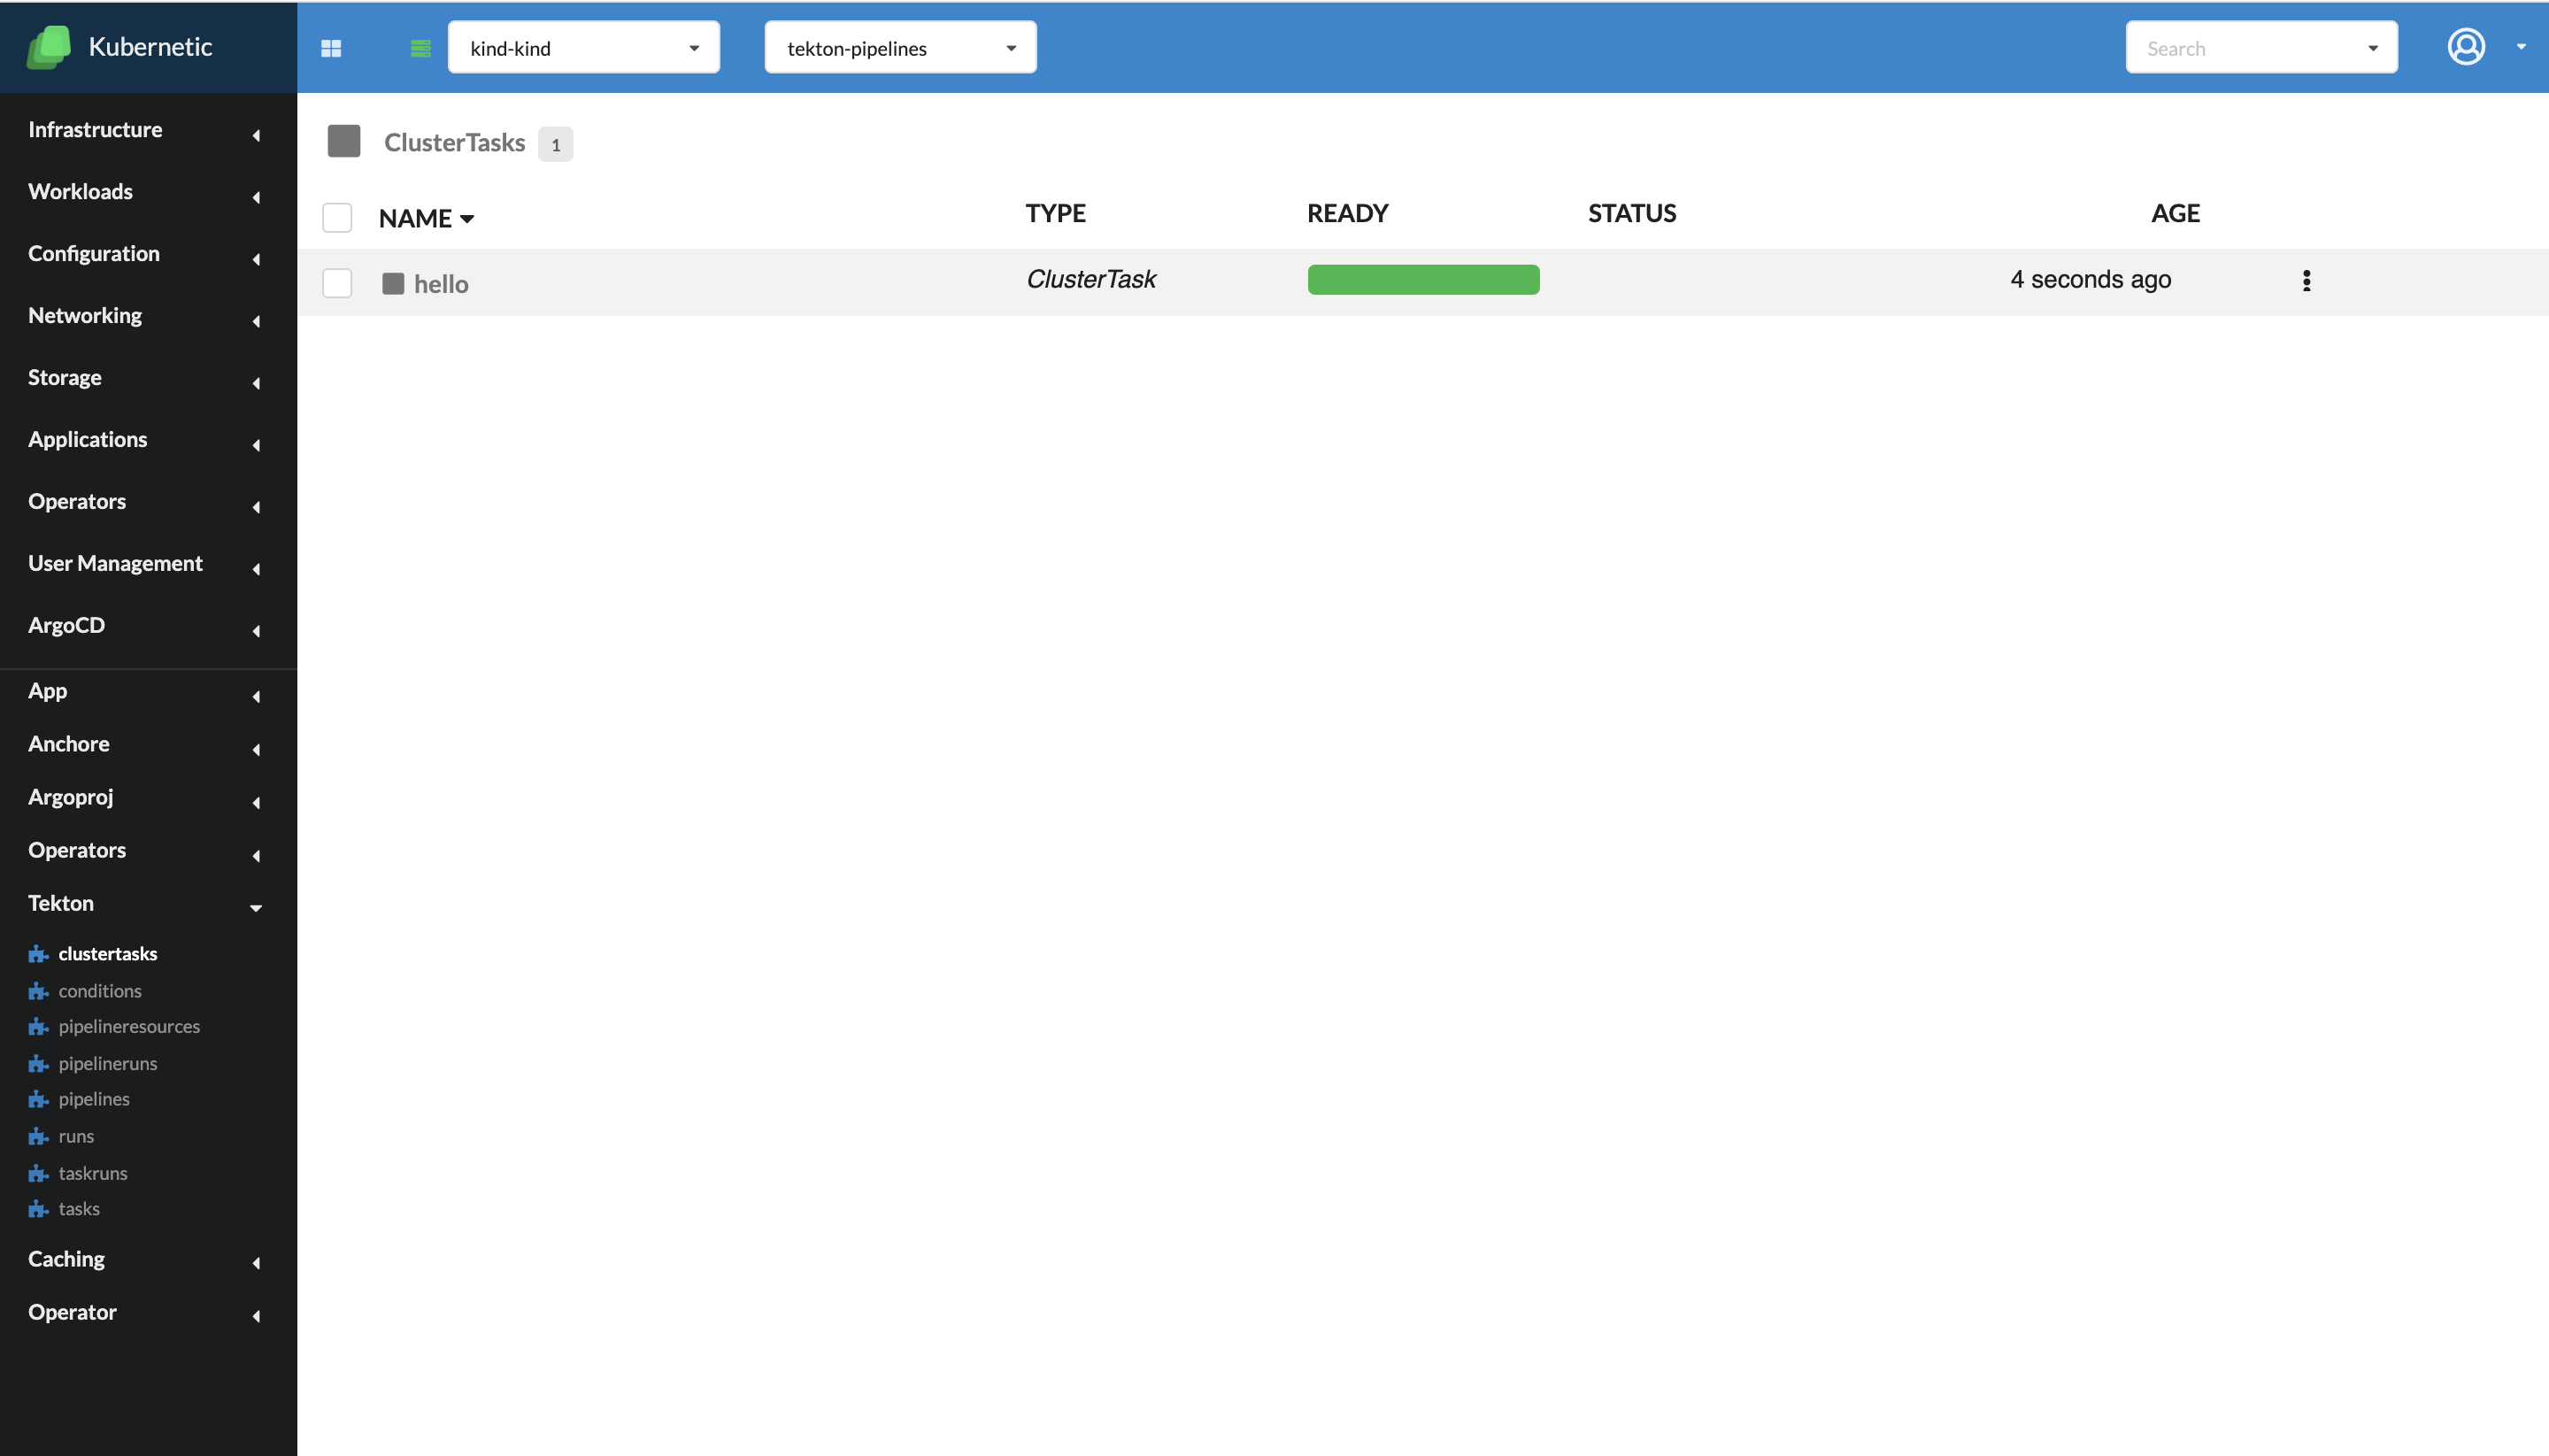 Kubernetic
kind-kind
tekton-pipelines
Search
Infrastructure
Workloads
Configuration
Networking
Storage
Applications
Operators
User Management
ArgoCD
App
Anchore
Argoproj
Operators
Tekton
clustertasks
conditions
pipelineresources
pipelineruns
pipelines
runs
taskruns
tasks
Caching
Operator
ClusterTasks 1
NAME TYPE READY STATUS AGE
hello ClusterTask 4 seconds ago